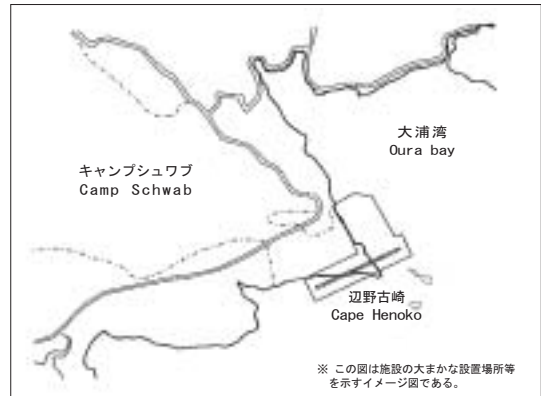 大浦湾
Oura bay
キャンプシュワブ
Camp Schwab
辺野古崎
Cape Henoko
※ この図は施設の大まかな設置場所等
を示すイメージ図である。